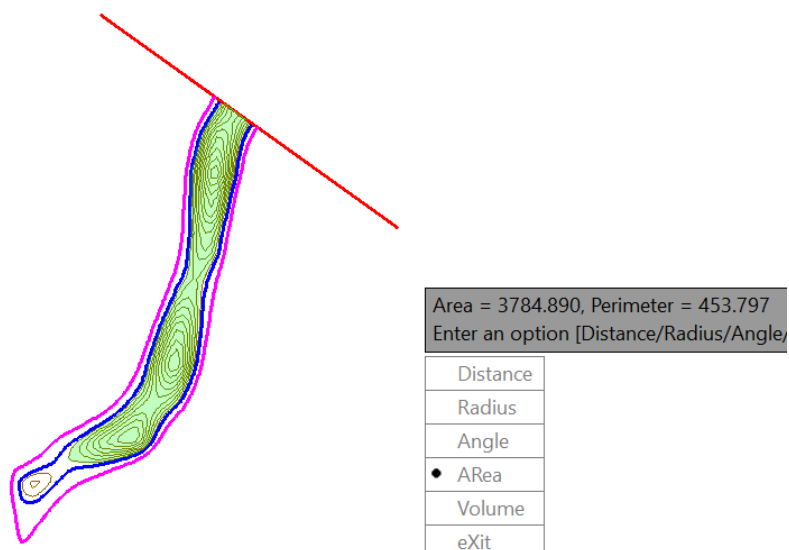 Area = 3784.890, Perimeter = 453.797
Enter an option [Distance/Radius/Angle/
Distance
Radius
Angle
ARea
Volume
eXit